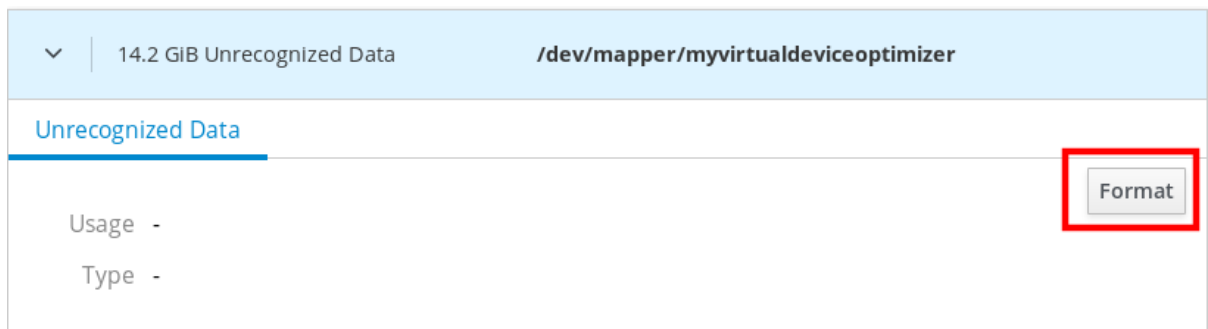 14.2 GiB Unrecognized Data /dev/mapper/myvirtualdeviceoptimizer
Unrecognized Data
Format
Usage -
Type -